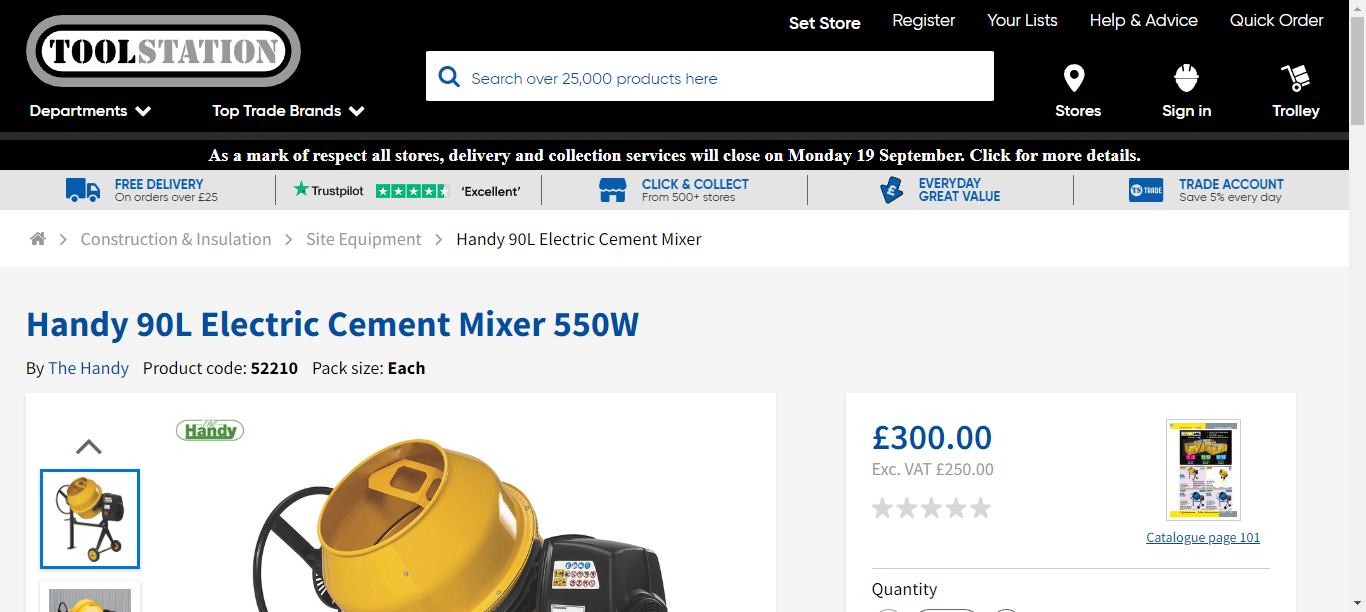 Set Store Register Your Lists Help & Advice Quick Order
TOOLSTATION
Search over 25,000 products here
Departments Top Trade Brands Stores Sign in Trolley
As a mark of respect all stores, delivery and collection services will close on Monday 19 September. Click for more details.
FREE DELIVERY
On orders over £25
Trustpilot 'Excellent'
CLICK & COLLECT
From 500+ stores
EVERYDAY
GREAT VALUE
TRADE
TRADE ACCOUNT
Save 5% every day
Construction & Insulation Site Equipment Handy 90L Electric Cement Mixer
Handy 90L Electric Cement Mixer 550W
By The Handy Product code: 52210 Pack size: Each
The Handy
£300.00
Exc. VAT £250.00
Catalogue page 101
Quantity